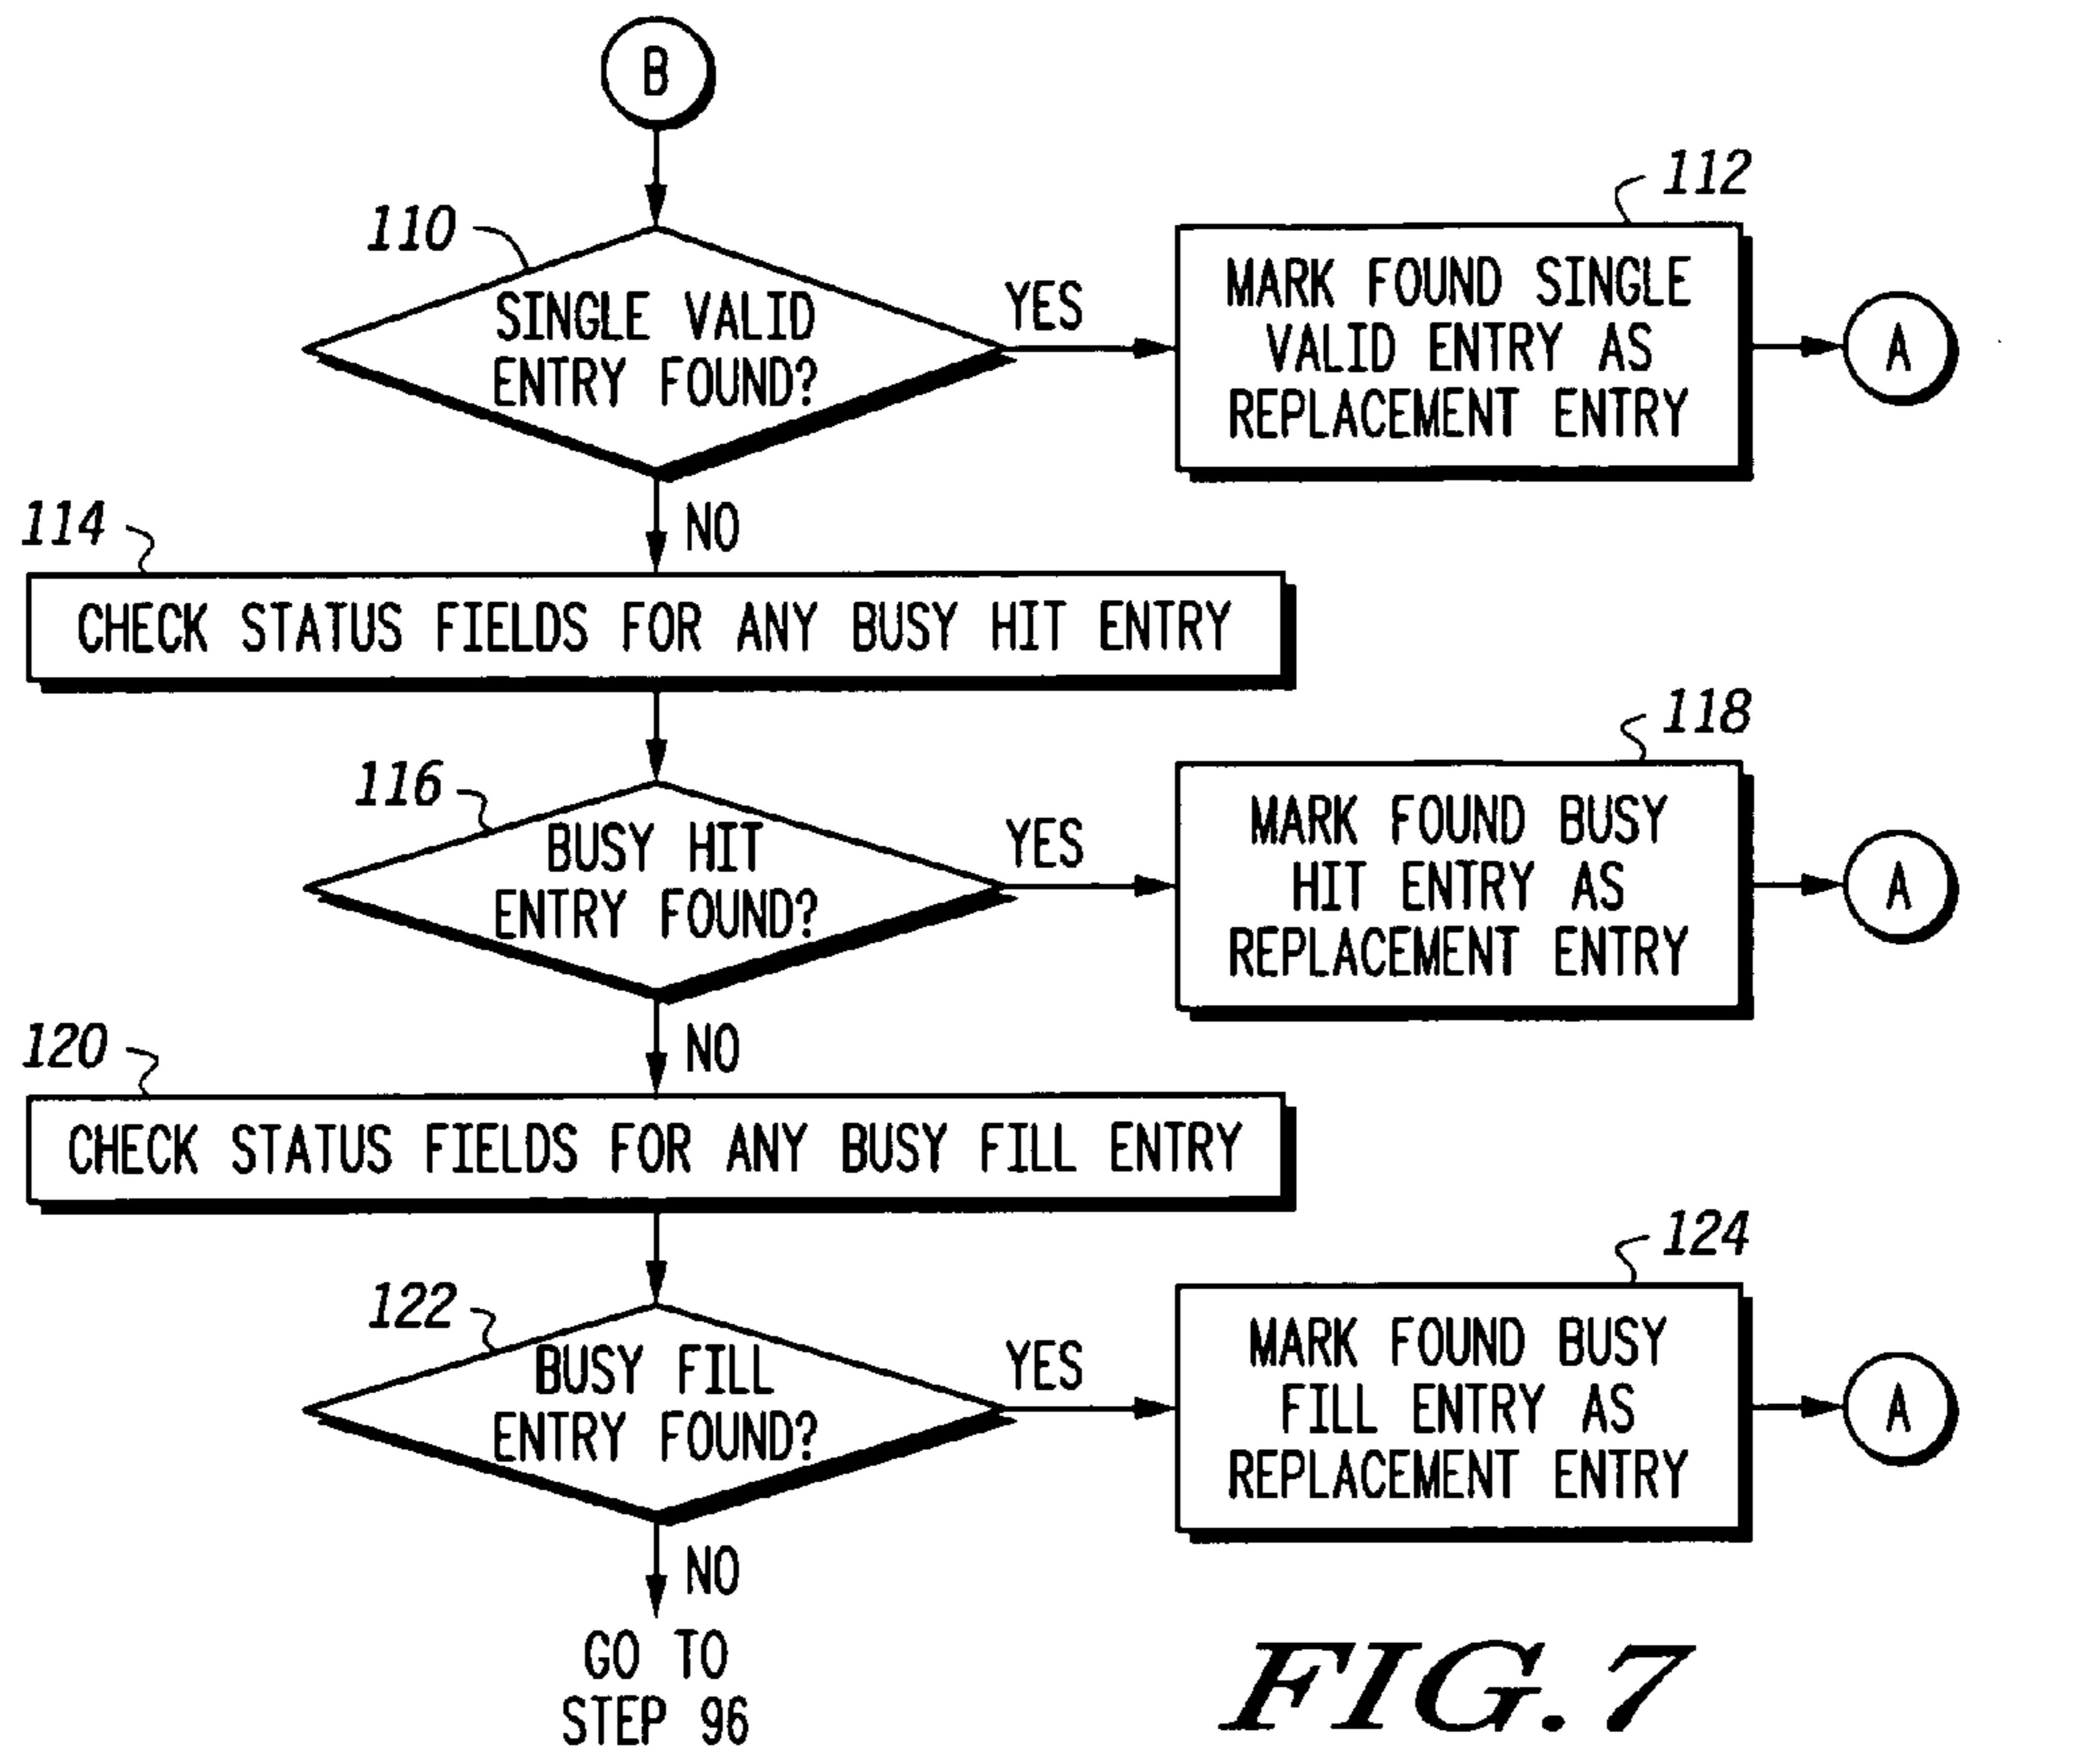 B
110
SINGLE VALID
ENTRY FOUND?
YES
112
MARK FOUND SINGLE
VALID ENTRY AS
REPLACEMENT ENTRY
A
NO
114
CHECK STATUS FIELDS FOR ANY BUSY HIT ENTRY
116
BUSY HIT
ENTRY FOUND?
YES
118
MARK FOUND BUSY
HIT ENTRY AS
REPLACEMENT ENTRY
A
NO
120
CHECK STATUS FIELDS FOR ANY BUSY FILL ENTRY
122
BUSY FILL
ENTRY FOUND?
YES
124
MARK FOUND BUSY
FILL ENTRY AS
REPLACEMENT ENTRY
A
NO
GO TO
STEP 96
FIG. 7